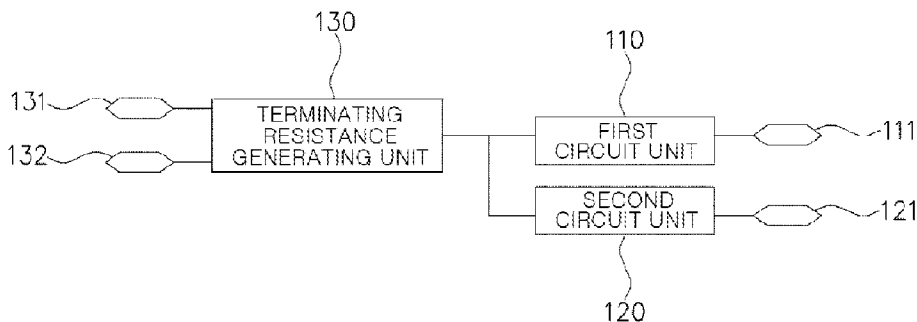 130
110
131
TERMINATING
RESISTANCE
GENERATING UNIT
FIRST
CIRCUIT UNIT
111
132
SECOND
CIRCUIT UNIT
121
120